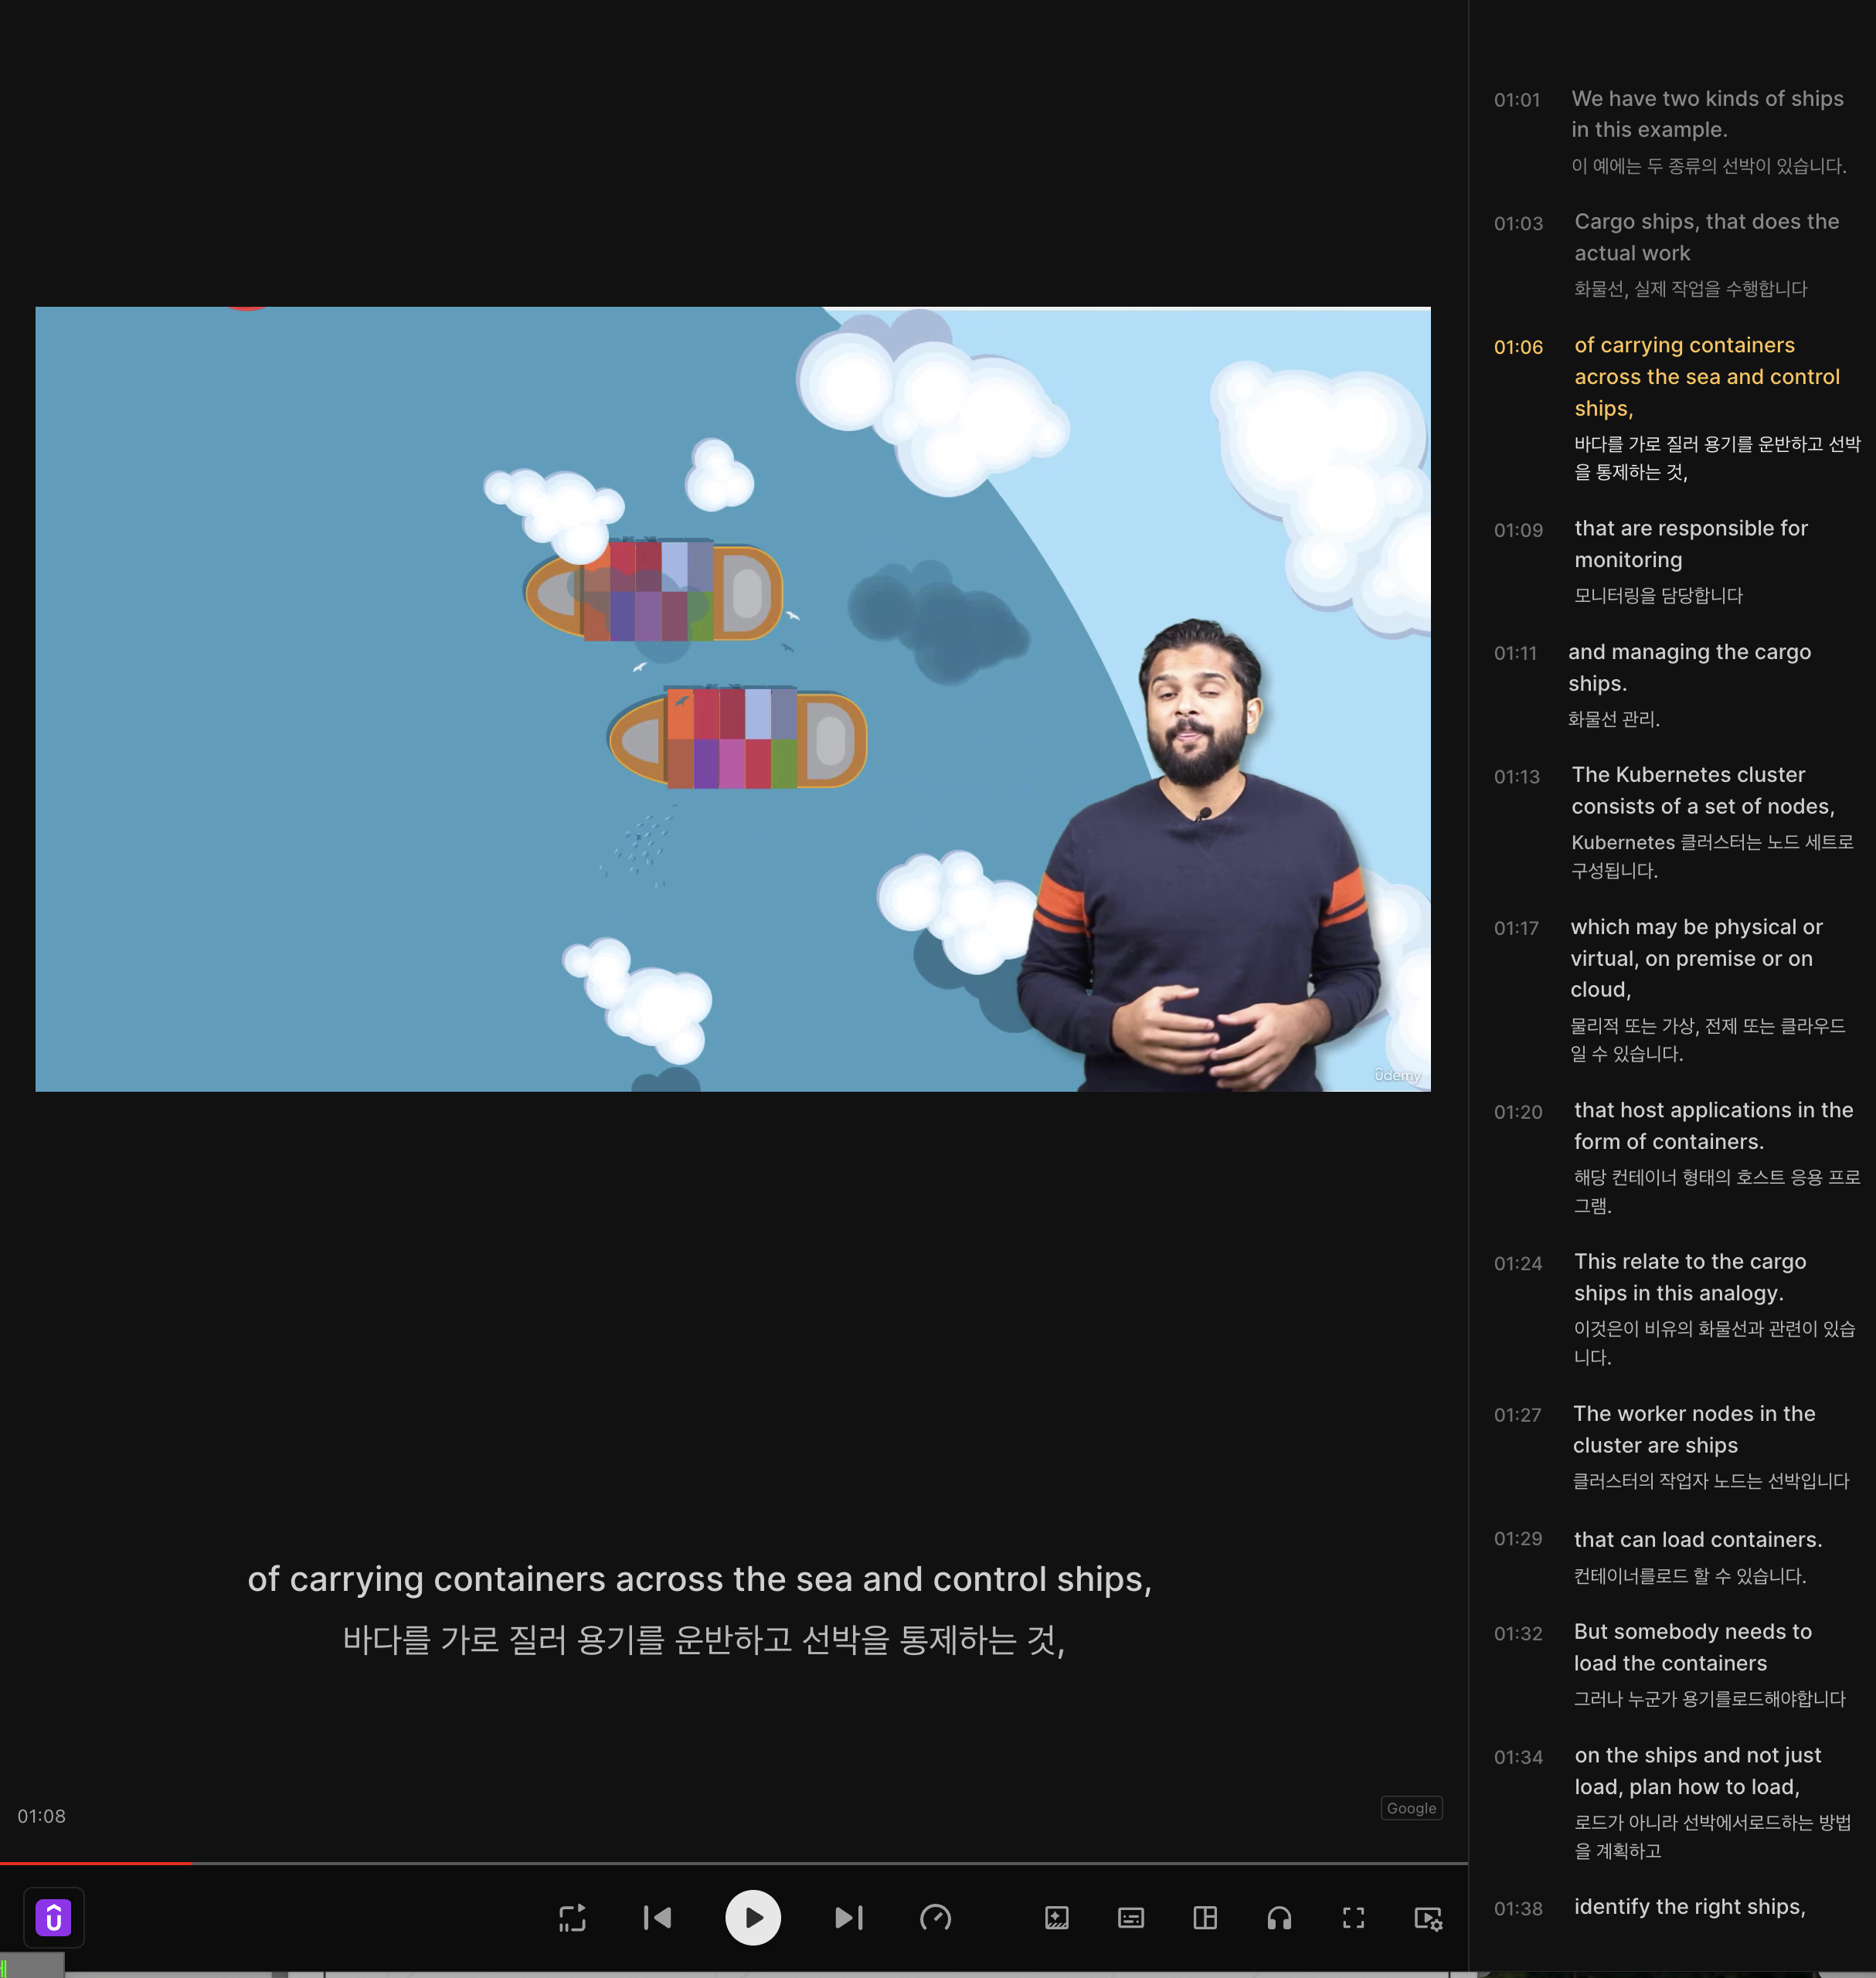 ûdemy
of carrying containers across the sea and control ships,
바다를 가로 질러 용기를 운반하고 선박을 통제하는 것,
01:08
Google
01:01
We have two kinds of ships
in this example.
이 예에는 두 종류의 선박이 있습니다.
01:03
Cargo ships, that does the
actual work
화물선, 실제 작업을 수행합니다
01:06
of carrying containers
across the sea and control
ships,
바다를 가로 질러 용기를 운반하고 선박
을 통제하는 것,
01:09
that are responsible for
monitoring
모니터링을 담당합니다
01:11
and managing the cargo
ships.
화물선 관리.
01:13
The Kubernetes cluster
consists of a set of nodes,
Kubernetes 클러스터는 노드 세트로
구성됩니다.
01:17
which may be physical or
virtual, on premise or on
cloud,
물리적 또는 가상, 전제 또는 클라우드
일 수 있습니다.
01:20
that host applications in the
form of containers.
해당 컨테이너 형태의 호스트 응용 프로
그램.
01:24
This relate to the cargo
ships in this analogy.
이것은이 비유의 화물선과 관련이 있습
니다.
01:27
The worker nodes in the
cluster are ships
클러스터의 작업자 노드는 선박입니다
01:29
that can load containers.
컨테이너를로드 할 수 있습니다.
01:32
But somebody needs to
load the containers
그러나 누군가 용기를로드해야합니다
01:34
on the ships and not just
load, plan how to load,
로드가 아니라 선박에서로드하는 방법
을 계획하고
01:38
identify the right ships,